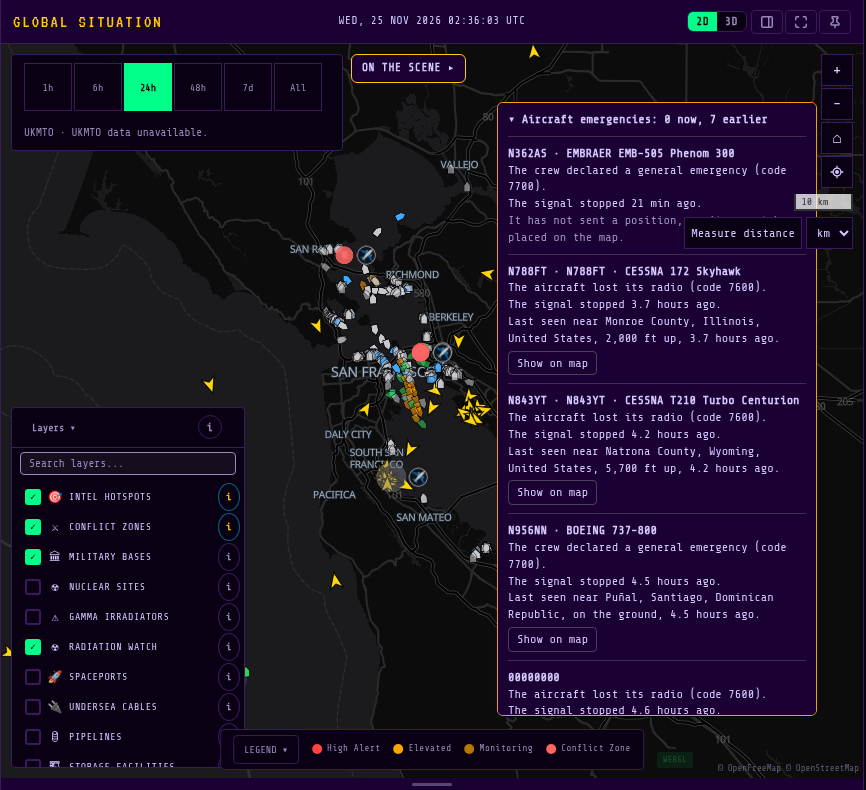 GLOBAL SITUATION
WED, 25 NOV 2026 02:36:03 UTC
2D 3D
1h 6h 24h 48h 7d All
UKMTO · UKMTO data unavailable.
ON THE SCENE ▸
▾ Aircraft emergencies: 0 now, 7 earlier
N362AS · EMBRAER EMB-505 Phenom 300
The crew declared a general emergency (code
7700).
The signal stopped 21 min ago.
It has not sent a position,
placed on the map.
N788FT · N788FT · CESSNA 172 Skyhawk
The aircraft lost its radio (code 7600).
The signal stopped 3.7 hours ago.
Last seen near Monroe County, Illinois,
United States, 2,000 ft up, 3.7 hours ago.
Show on map
N843YT · N843YT · CESSNA T210 Turbo Centurion
The aircraft lost its radio (code 7600).
The signal stopped 4.2 hours ago.
Last seen near Natrona County, Wyoming,
United States, 5,700 ft up, 4.2 hours ago.
Show on map
N956NN · BOEING 737-800
The crew declared a general emergency (code
7700).
The signal stopped 4.5 hours ago.
Last seen near Puñal, Santiago, Dominican
Republic, on the ground, 4.5 hours ago.
Show on map
00000000
The aircraft lost its radio (code 7600).
The signal stopped 4.6 hours ago.
+
−
10 km
Measure distance
km
80
VALLEJO
101
RICHMOND
580
BERKELEY
DALY CITY
SOUTH SAN
FRANCISCO
101
PACIFICA
SAN MATEO
205
101
Layers ▾
i
Search layers...
INTEL HOTSPOTS i
CONFLICT ZONES i
MILITARY BASES i
NUCLEAR SITES i
GAMMA IRRADIATORS i
RADIATION WATCH i
SPACEPORTS i
UNDERSEA CABLES i
PIPELINES
STORAGE FACILITIES
LEGEND ▾
High Alert
Elevated
Monitoring
Conflict Zone
WEBGL
© OpenFreeMap © OpenStreetMap